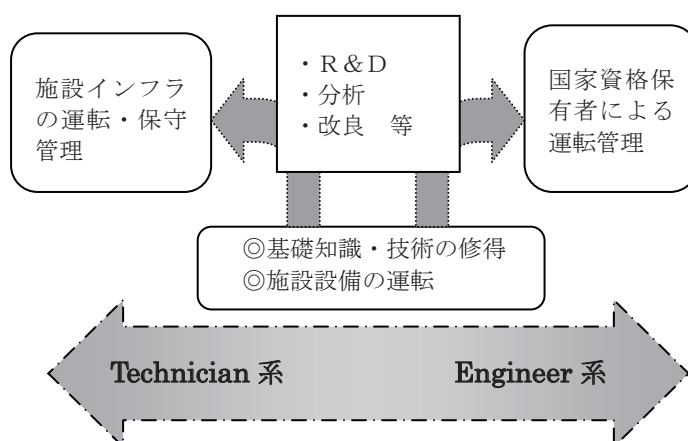 施設インフラ
の運転・保守
管理
・Ｒ＆Ｄ
・分析
・改良　等
国家資格保
有者による
運転管理
◎基礎知識・技術の修得
◎施設設備の運転
Technician 系
Engineer 系